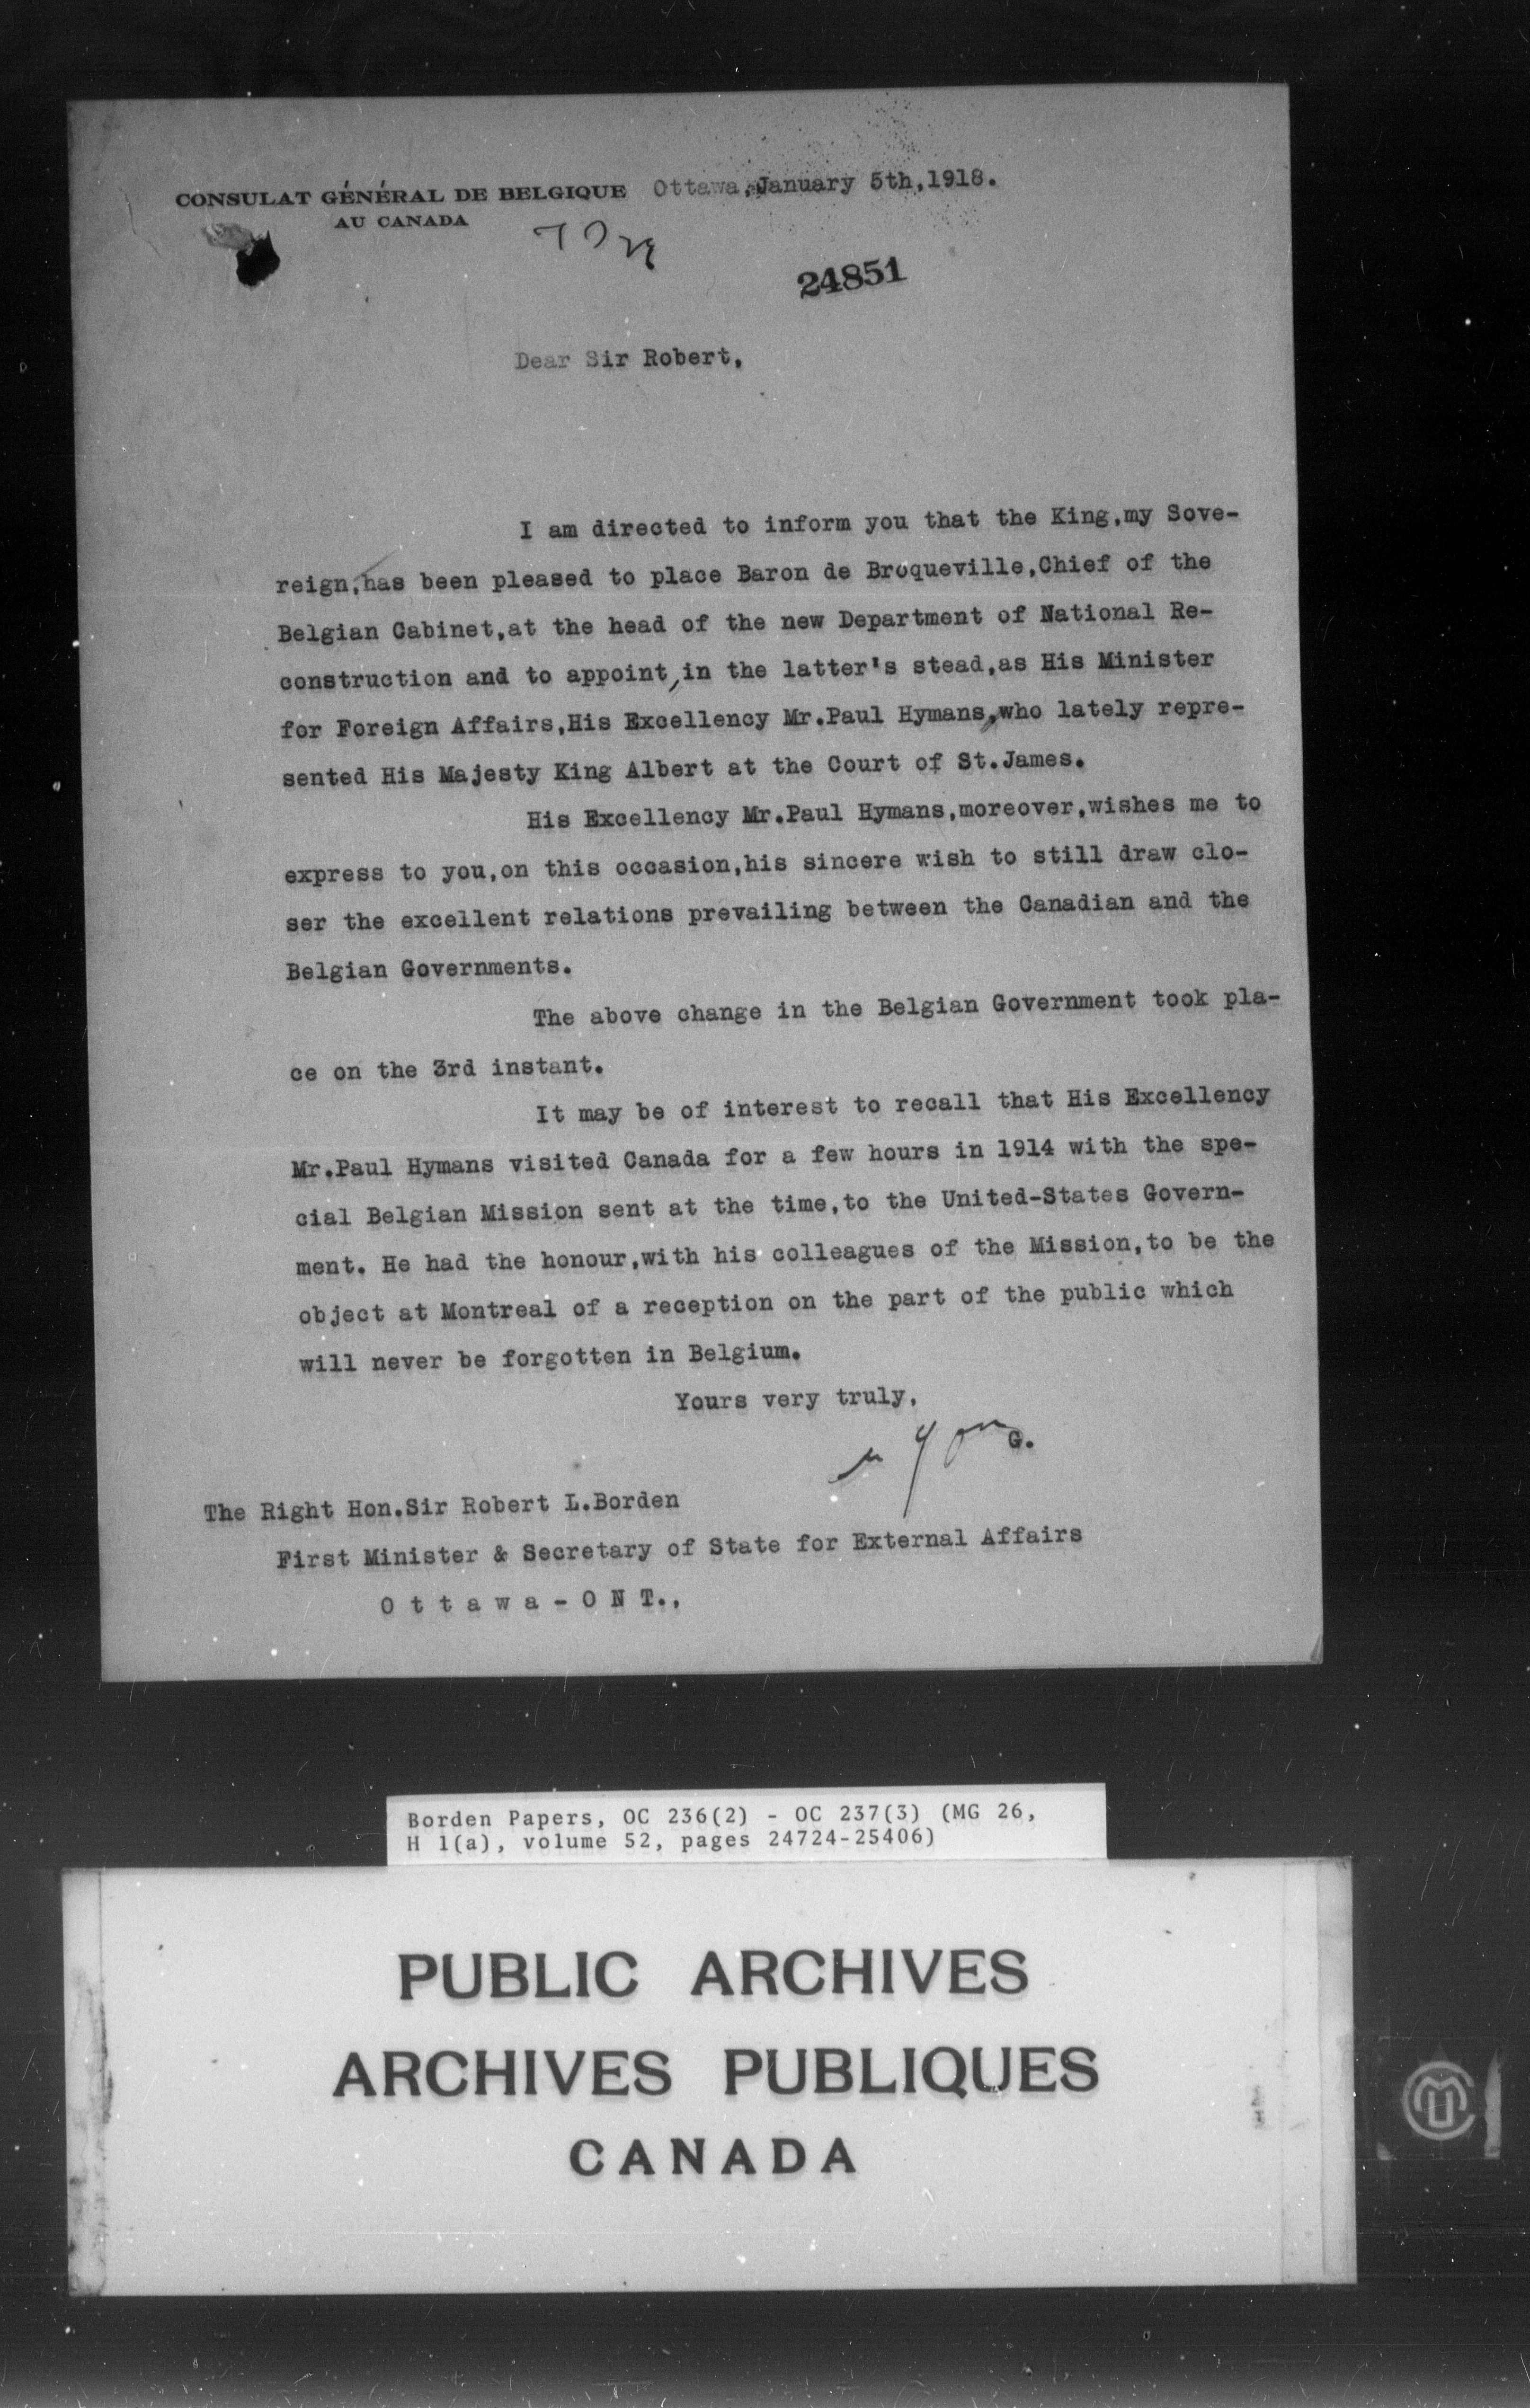 CONSULAT GÉNÉRAL DE BELGIQUE Ottawa,January 5th,1918.
AU CANADA
24851
Dear Sir Robert,
I am directed to inform you that the King,my Sove-
reign,has been pleased to place Baron de Broqueville,Chief of the
Belgian Cabinet,at the head of the new Department of National Re-
construction and to appoint,in the latter's stead,as His Minister
for Foreign Affairs,His Excellency Mr.Paul Hymans,who lately repre-
sented His Majesty King Albert at the Court of St.James.
His Excellency Mr.Paul Hymans,moreover,wishes me to
express to you,on this occasion,his sincere wish to still draw clo-
ser the excellent relations prevailing between the Canadian and the
Belgian Governments.
The above change in the Belgian Government took pla-
ce on the 3rd instant.
It may be of interest to recall that His Excellency
Mr.Paul Hymans visited Canada for a few hours in 1914 with the spe-
cial Belgian Mission sent at the time,to the United-States Govern-
ment. He had the honour,with his colleagues of the Mission,to be the
object at Montreal of a reception on the part of the public which
will never be forgotten in Belgium.
Yours very truly,
G.
The Right Hon.Sir Robert L.Borden
First Minister & Secretary of State for External Affairs
O t t a w a - O N T.,
Borden Papers, OC 236(2) - OC 237(3) (MG 26,
H 1(a), volume 52, pages 24724-25406)
PUBLIC ARCHIVES
ARCHIVES PUBLIQUES
CANADA